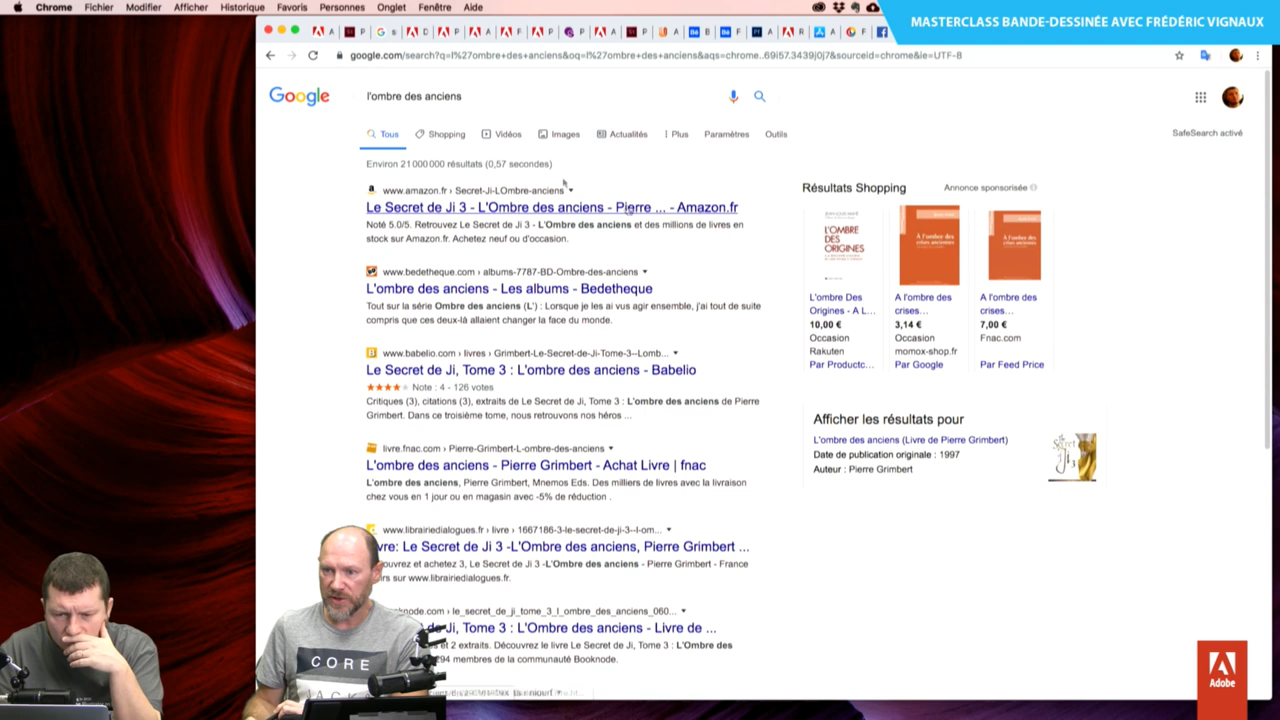 Chrome Fichier Modifier Afficher Historique Favoris Personnes Onglet Fenêtre Aide
MASTERCLASS BANDE-DESSINÉE AVEC FRÉDÉRIC VIGNAUX
google.com/search?q=l%27ombre+des+anciens&oq=l%27ombre+des+anciens&aqs=chrome..69i57.3439j0j7&sourceid=chrome&ie=UTF-8
Google
l'ombre des anciens
Tous Shopping Vidéos Images Actualités Plus Paramètres Outils
SafeSearch activé
Environ 21 000 000 résultats (0,57 secondes)
www.amazon.fr › Secret-Ji-LOmbre-anciens
Le Secret de Ji 3 - L'Ombre des anciens - Pierre ... - Amazon.fr
Noté 5.0/5. Retrouvez Le Secret de Ji 3 - L'Ombre des anciens et des millions de livres en
stock sur Amazon.fr. Achetez neuf ou d'occasion.
www.bedetheque.com › albums-7787-BD-Ombre-des-anciens
L'ombre des anciens - Les albums - Bedetheque
Tout sur la série Ombre des anciens (L') : Lorsque je les ai vus agir ensemble, j'ai tout de suite
compris que ces deux-là allaient changer la face du monde.
www.babelio.com › livres › Grimbert-Le-Secret-de-Ji-Tome-3--Lomb...
Le Secret de Ji, Tome 3 : L'ombre des anciens - Babelio
Note : 4 - 126 votes
Critiques (3), citations (3), extraits de Le Secret de Ji, Tome 3 : L'ombre des anciens de Pierre
Grimbert. Dans ce troisième tome, nous retrouvons nos héros ...
livre.fnac.com › Pierre-Grimbert-L-ombre-des-anciens
L'ombre des anciens - Pierre Grimbert - Achat Livre | fnac
L'ombre des anciens, Pierre Grimbert, Mnemos Eds. Des milliers de livres avec la livraison
chez vous en 1 jour ou en magasin avec -5% de réduction .
www.librairiedialogues.fr › livre › 1667186-3-le-secret-de-ji-3--l-om...
vre: Le Secret de Ji 3 -L'Ombre des anciens, Pierre Grimbert ...
ouvrez et achetez 3, Le Secret de Ji 3 -L'Ombre des anciens - Pierre Grimbert - France
rs sur www.librairiedialogues.fr.
knode.com › le_secret_de_ji_tome_3_l_ombre_des_anciens_060...
de Ji, Tome 3 : L'Ombre des anciens - Livre de ...
s et 2 extraits. Découvrez le livre Le Secret de Ji, Tome 3 : L'Ombre des
294 membres de la communauté Booknode.
Résultats Shopping Annonce sponsorisée
L'OMBRE
DES
ORIGINES
L'ombre Des
Origines - A L...
10,00 €
Occasion
Rakuten
Par Productc...
A l'ombre des
crises...
3,14 €
Occasion
momox-shop.fr
Par Google
A l'ombre des
crises...
7,00 €
Fnac.com
Par Feed Price
Afficher les résultats pour
L'ombre des anciens (Livre de Pierre Grimbert)
Date de publication originale : 1997
Auteur : Pierre Grimbert
CORE
Adobe